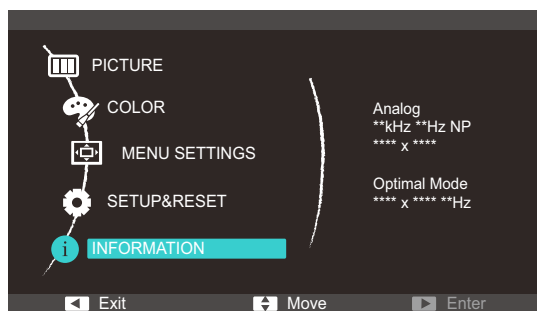 PICTURE
COLOR
MENU SETTINGS
SETUP&RESET
i INFORMATION
Analog
**kHz **Hz NP
**** x ****
Optimal Mode
**** x **** **Hz
Exit
Move
Enter